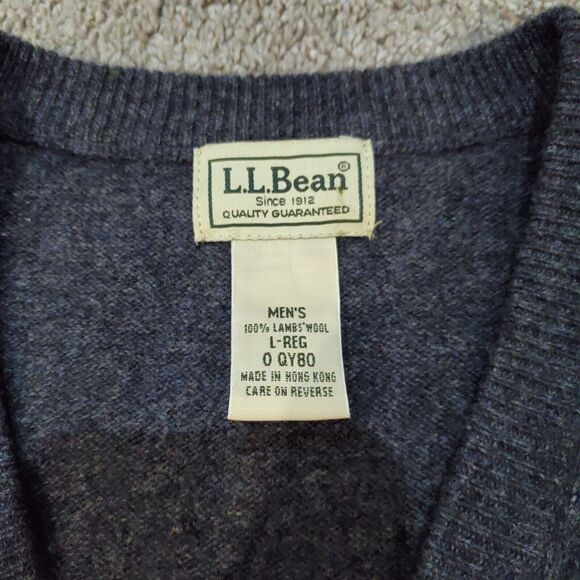 L.L.Bean®
Since 1912
QUALITY GUARANTEED
MEN'S
100% LAMBS' WOOL
L-REG
0 QY80
MADE IN HONG KONG
CARE ON REVERSE